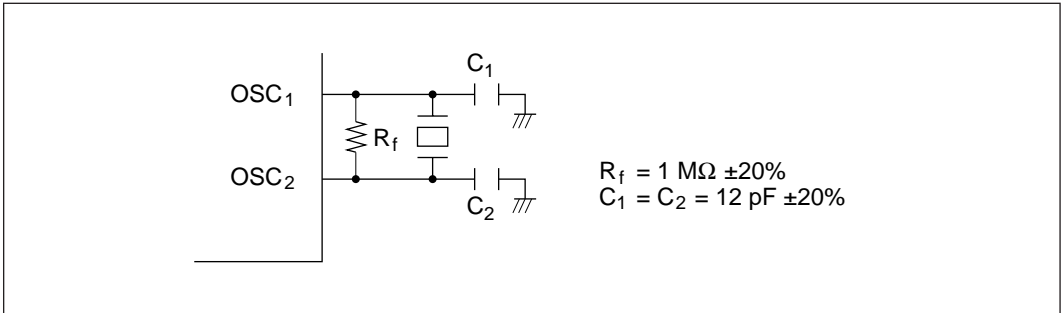 C1
OSC1
Rf
OSC2
C2
Rf = 1 MΩ ±20%
C1 = C2 = 12 pF ±20%